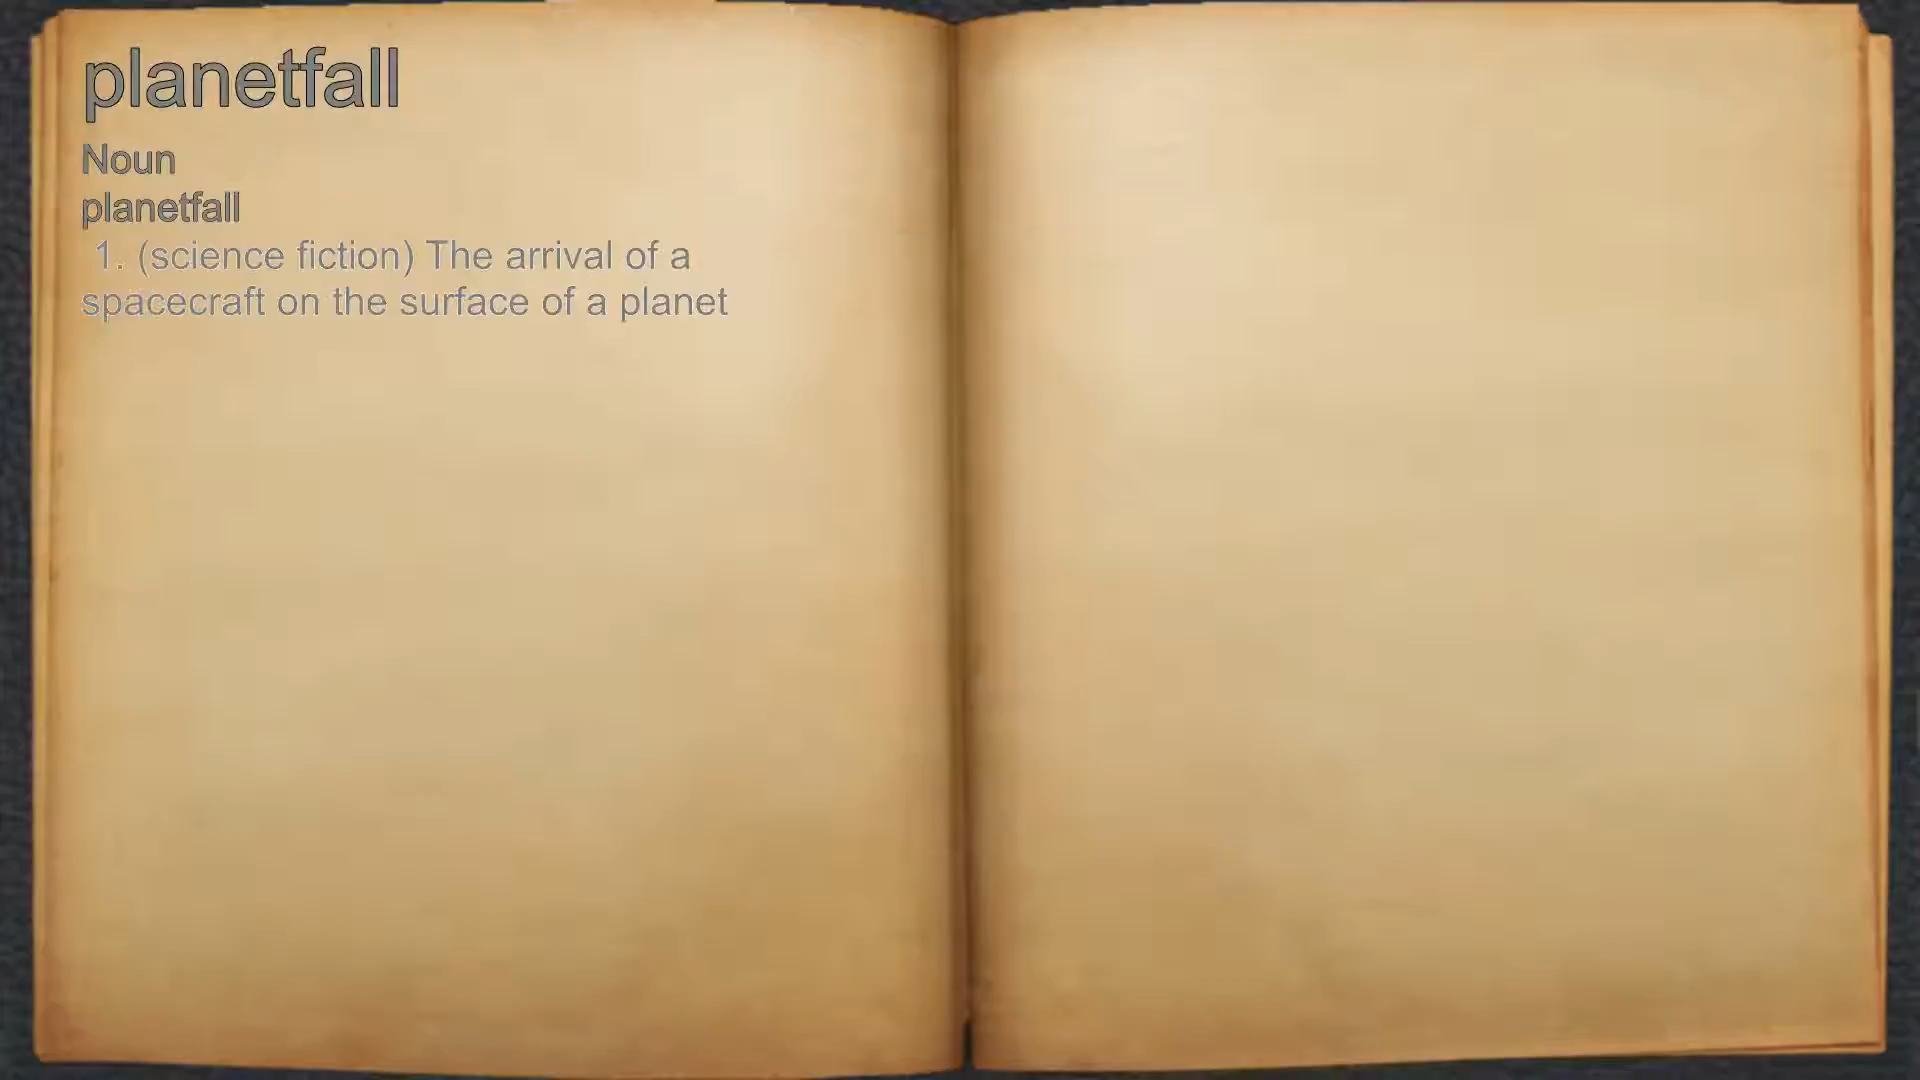 planetfall
Noun
planetfall
1. (science fiction) The arrival of a
spacecraft on the surface of a planet